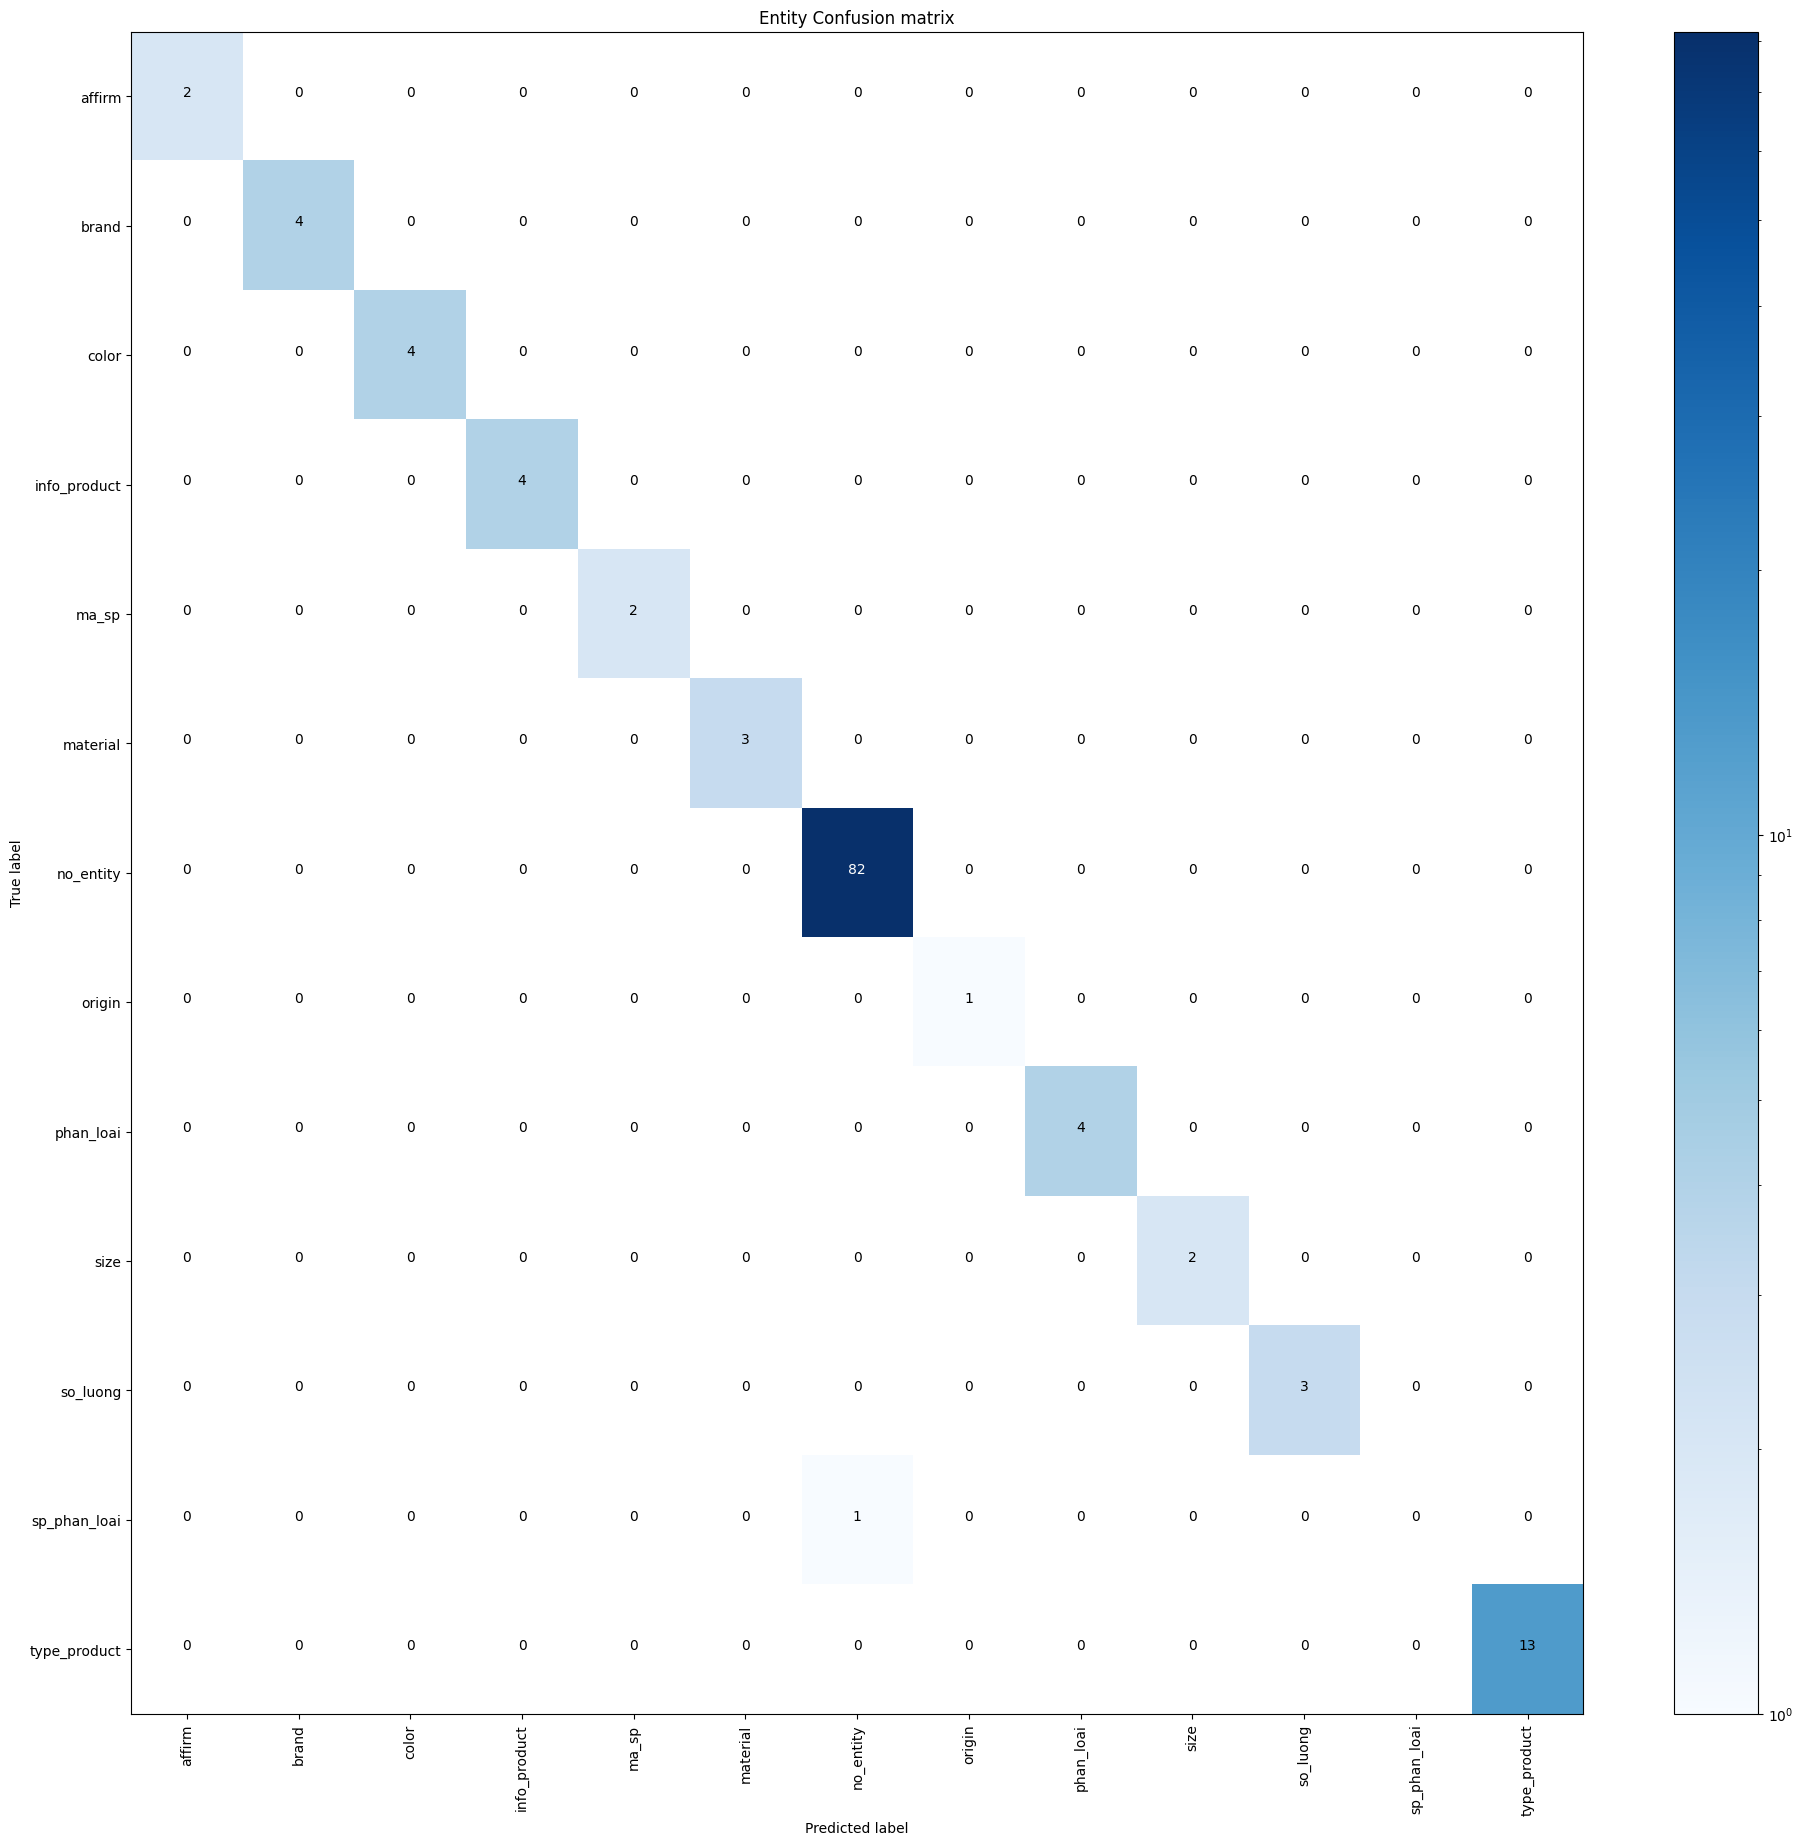 Entity Confusion matrix
affirm 2 0 0 0 0 0 0 0 0 0 0 0 0
brand 0 4 0 0 0 0 0 0 0 0 0 0 0
color 0 0 4 0 0 0 0 0 0 0 0 0 0
info_product 0 0 0 4 0 0 0 0 0 0 0 0 0
ma_sp 0 0 0 0 2 0 0 0 0 0 0 0 0
material 0 0 0 0 0 3 0 0 0 0 0 0 0
no_entity 0 0 0 0 0 0 82 0 0 0 0 0 0
origin 0 0 0 0 0 0 0 1 0 0 0 0 0
phan_loai 0 0 0 0 0 0 0 0 4 0 0 0 0
size 0 0 0 0 0 0 0 0 0 2 0 0 0
so_luong 0 0 0 0 0 0 0 0 0 0 3 0 0
sp_phan_loai 0 0 0 0 0 0 1 0 0 0 0 0 0
type_product 0 0 0 0 0 0 0 0 0 0 0 0 13
True label
affirm brand color info_product ma_sp material no_entity origin phan_loai size so_luong sp_phan_loai type_product
Predicted label
10¹
10⁰